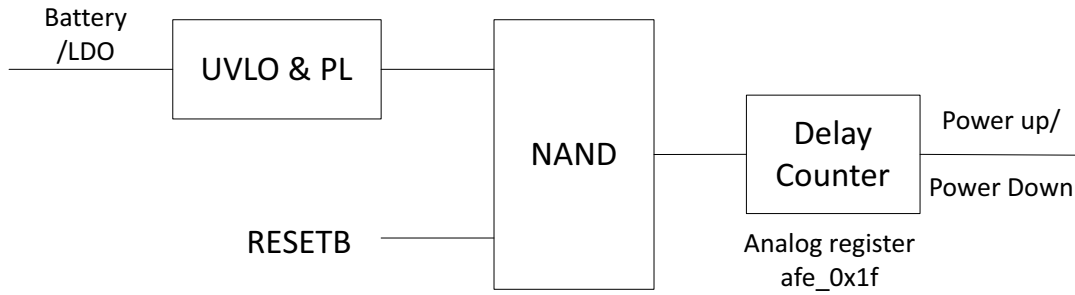 Battery
/LDO
UVLO & PL
NAND
RESETB
Delay
Counter
Power up/
Power Down
Analog register
afe_0x1f